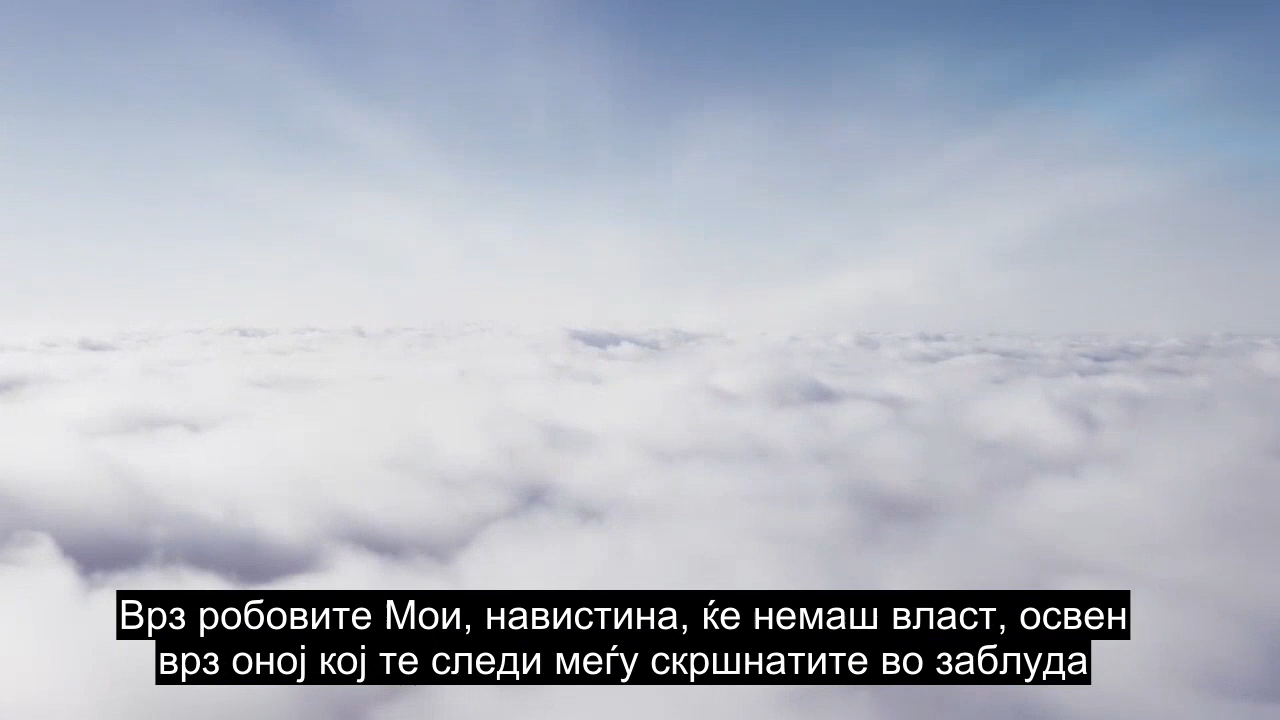 Врз робовите Мои, навистина, ќе немаш власт, освен
врз оној кој те следи меѓу скршнатите во заблуда